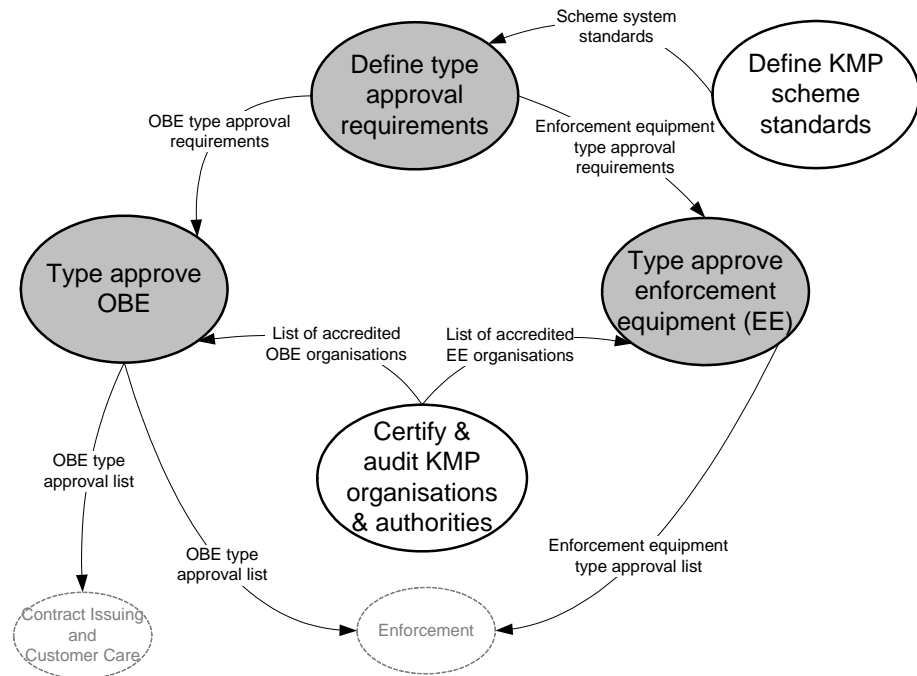 Scheme system
standards
Define type
approval
requirements
Define KMP
scheme
standards
OBE type approval
requirements
Enforcement equipment
type approval
requirements
Type approve
OBE
Type approve
enforcement
equipment (EE)
List of accredited
OBE organisations
List of accredited
EE organisations
Certify &
audit KMP
organisations
& authorities
OBE type
approval list
OBE type
approval list
Enforcement equipment
type approval list
Contract Issuing
and
Customer Care
Enforcement